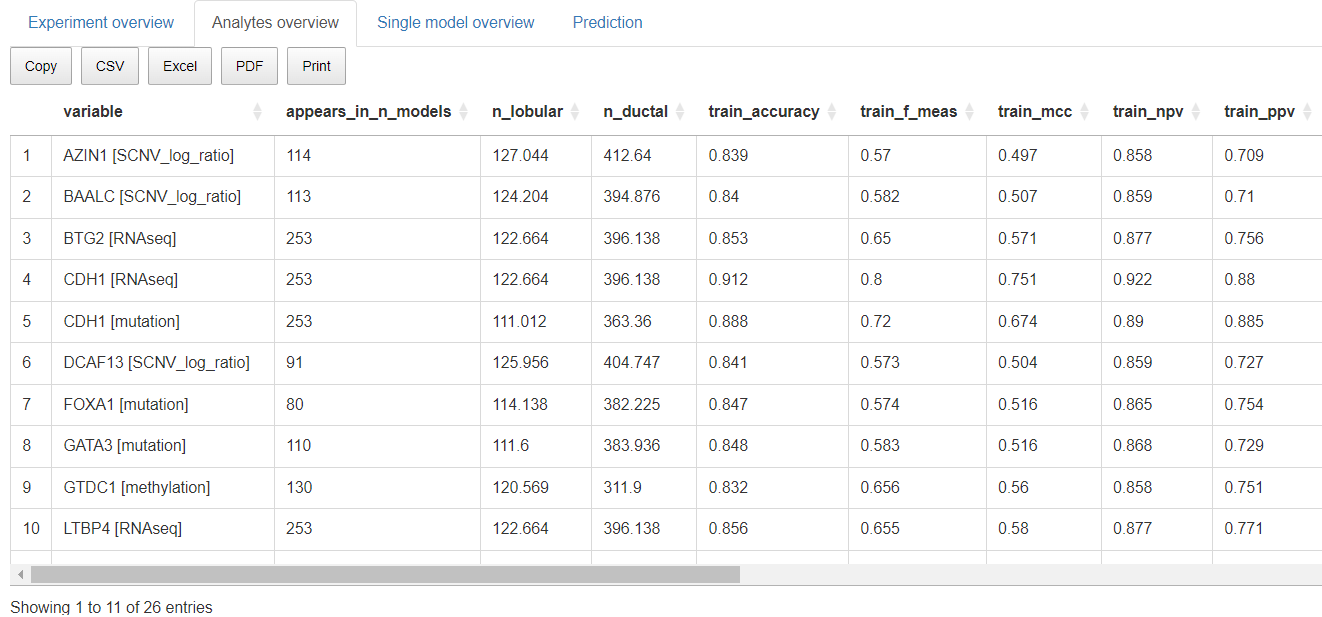 Experiment overview Analytes overview Single model overview Prediction
Copy CSV Excel PDF Print
variable appears_in_n_models n_lobular n_ductal train_accuracy train_f_meas train_mcc train_npv train_ppv
1 AZIN1 [SCNV_log_ratio] 114 127.044 412.64 0.839 0.57 0.497 0.858 0.709
2 BAALC [SCNV_log_ratio] 113 124.204 394.876 0.84 0.582 0.507 0.859 0.71
3 BTG2 [RNAseq] 253 122.664 396.138 0.853 0.65 0.571 0.877 0.756
4 CDH1 [RNAseq] 253 122.664 396.138 0.912 0.8 0.751 0.922 0.88
5 CDH1 [mutation] 253 111.012 363.36 0.888 0.72 0.674 0.89 0.885
6 DCAF13 [SCNV_log_ratio] 91 125.956 404.747 0.841 0.573 0.504 0.859 0.727
7 FOXA1 [mutation] 80 114.138 382.225 0.847 0.574 0.516 0.865 0.754
8 GATA3 [mutation] 110 111.6 383.936 0.848 0.583 0.516 0.868 0.729
9 GTDC1 [methylation] 130 120.569 311.9 0.832 0.656 0.56 0.858 0.751
10 LTBP4 [RNAseq] 253 122.664 396.138 0.856 0.655 0.58 0.877 0.771
Showing 1 to 11 of 26 entries